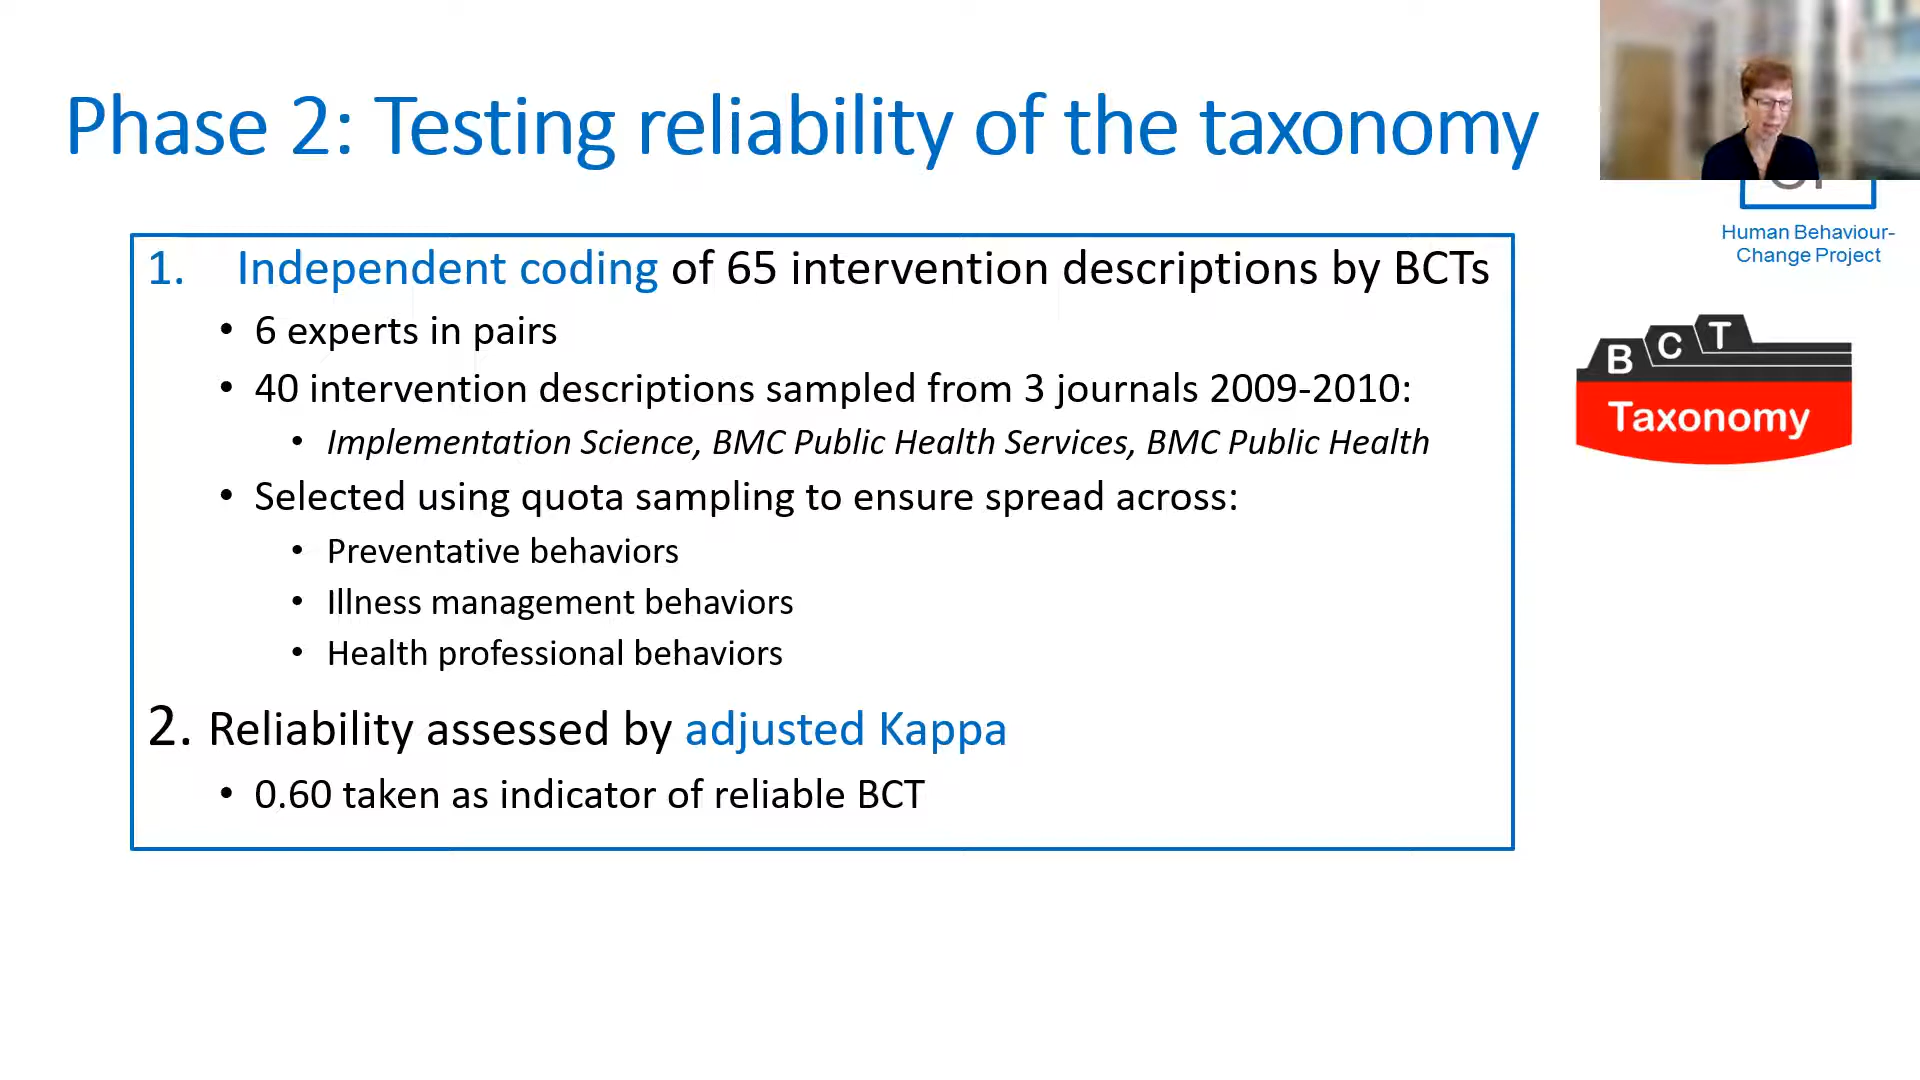 Phase 2: Testing reliability of the taxonomy
1. Independent coding of 65 intervention descriptions by BCTs
• 6 experts in pairs
• 40 intervention descriptions sampled from 3 journals 2009-2010:
• Implementation Science, BMC Public Health Services, BMC Public Health
• Selected using quota sampling to ensure spread across:
• Preventative behaviors
• Illness management behaviors
• Health professional behaviors
2. Reliability assessed by adjusted Kappa
• 0.60 taken as indicator of reliable BCT
Human Behaviour-
Change Project
B C T
Taxonomy